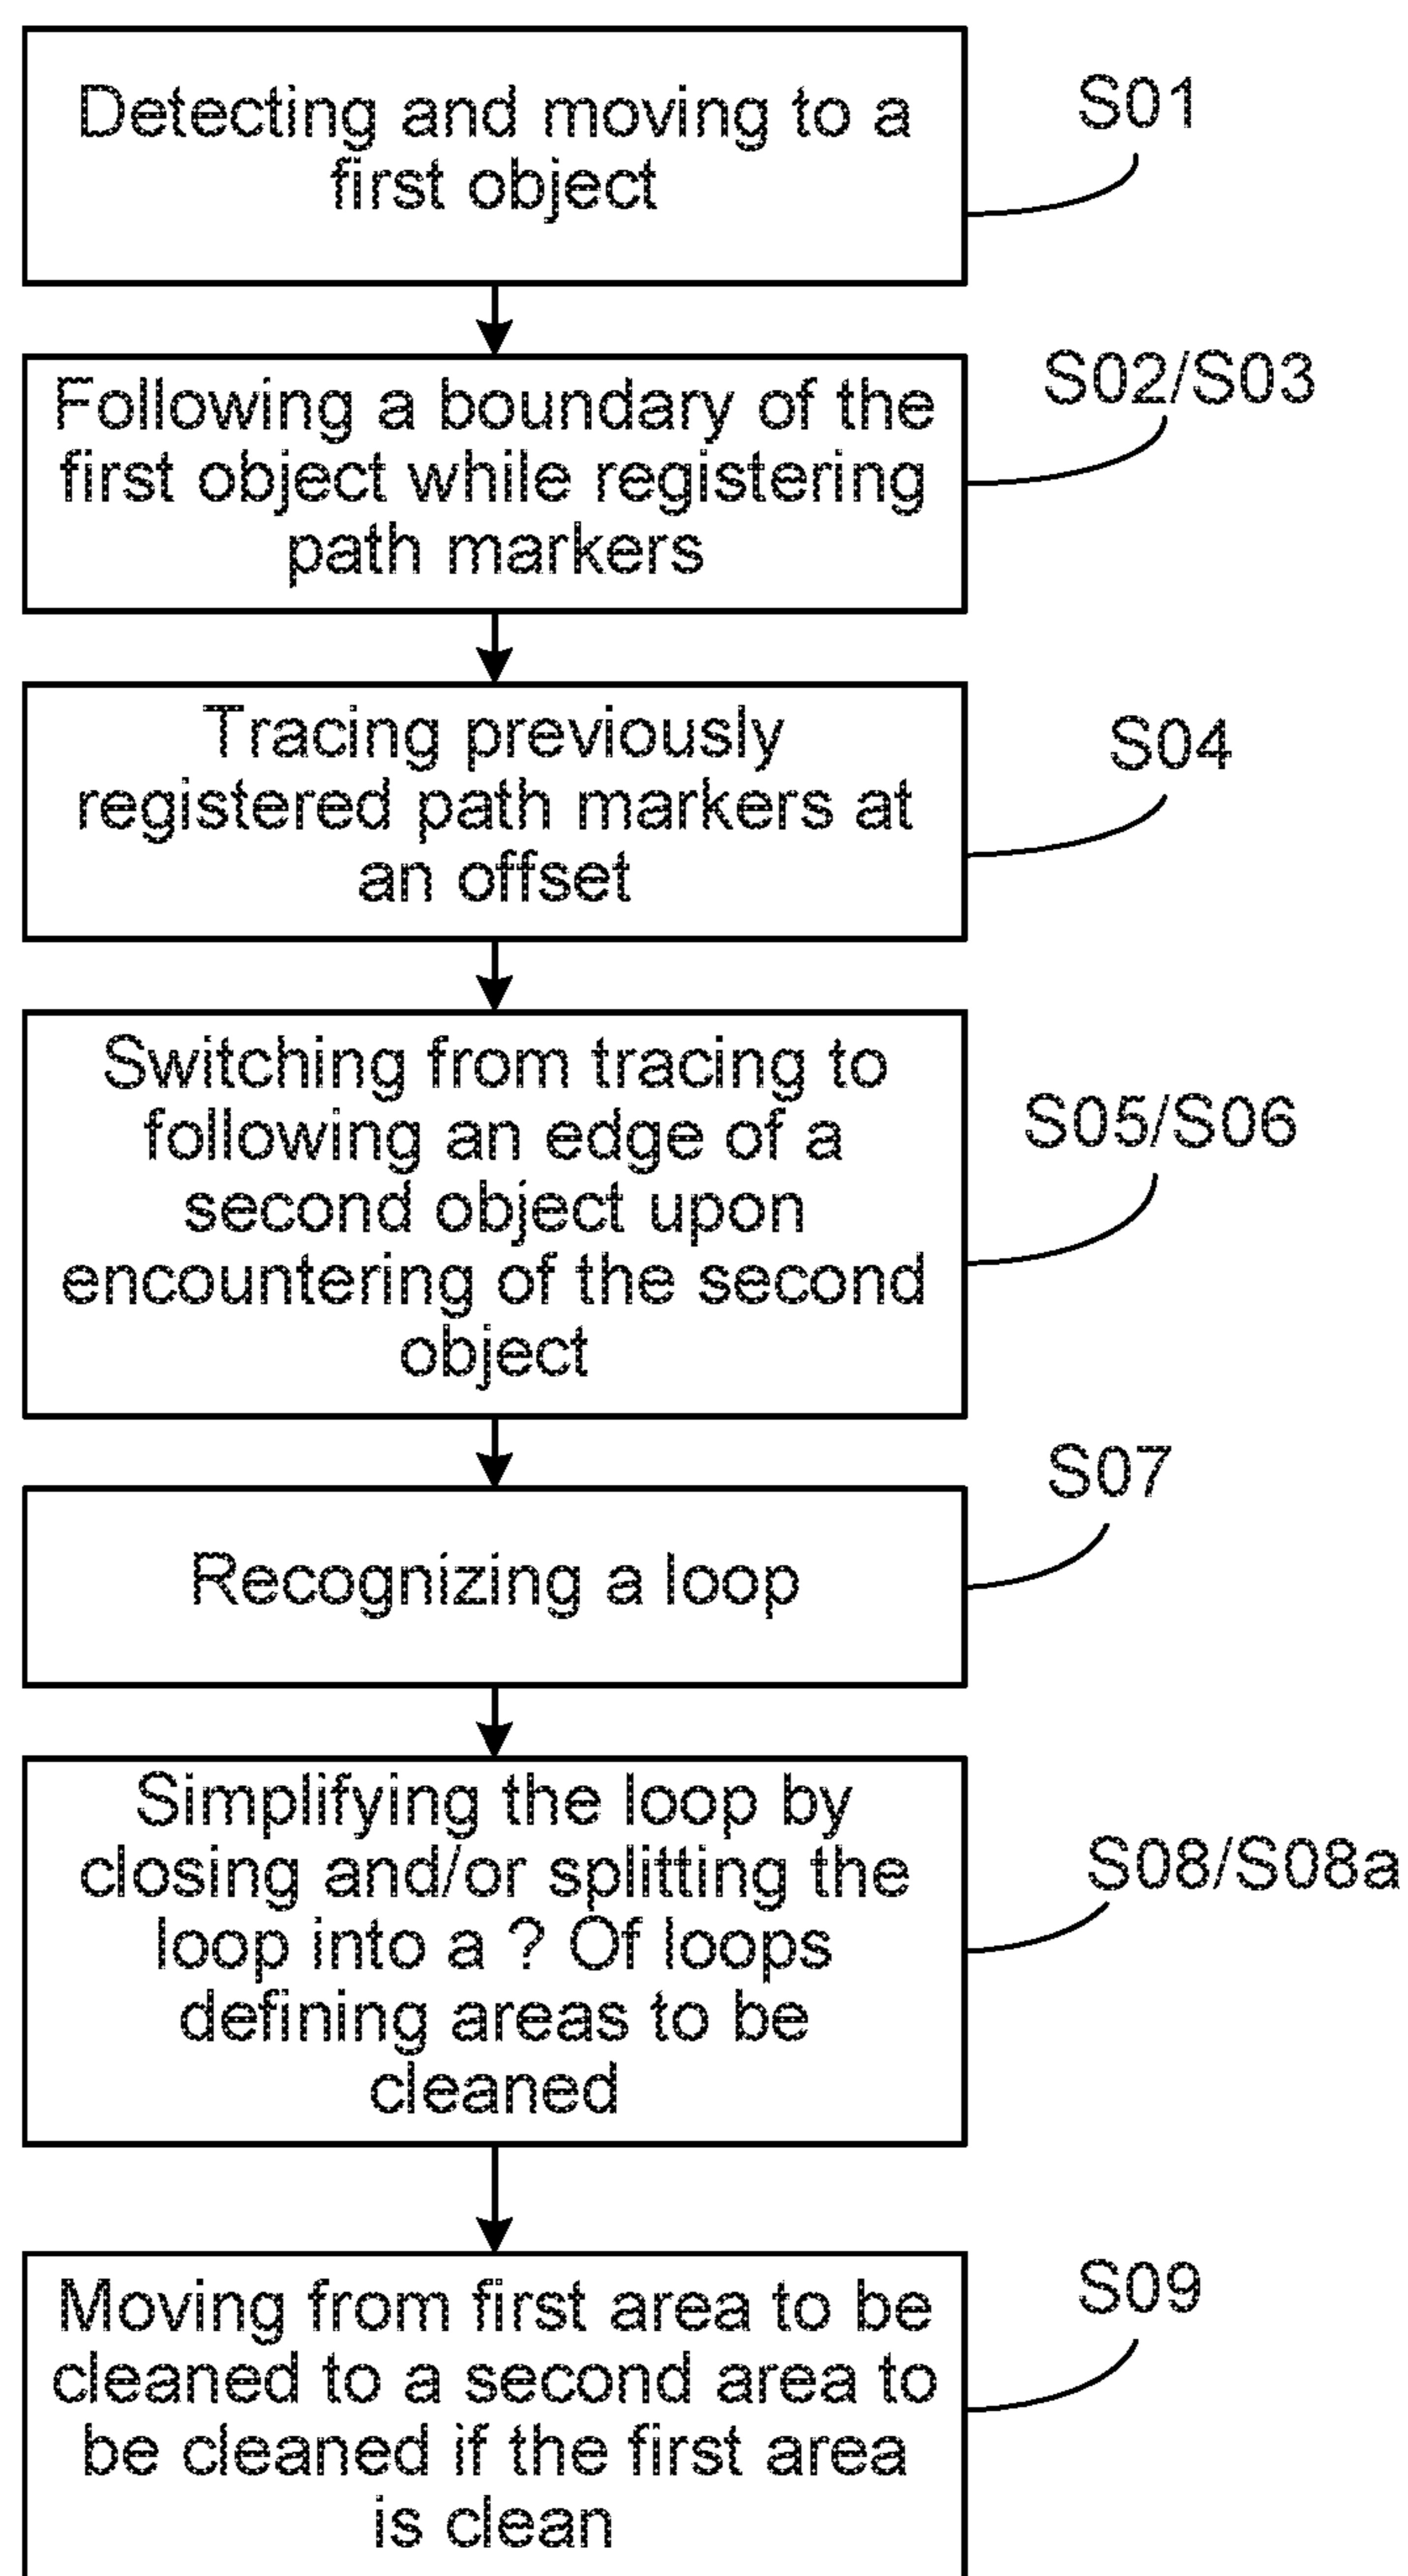 Detecting and moving to a
first object
S01
Following a boundary of the
first object while registering
path markers
S02/S03
Tracing previously
registered path markers at
an offset
S04
Switching from tracing to
following an edge of a
second object upon
encountering of the second
object
S05/S06
Recognizing a loop
S07
Simplifying the loop by
closing and/or splitting the
loop into a ? Of loops
defining areas to be
cleaned
S08/S08a
Moving from first area to be
cleaned to a second area to
be cleaned if the first area
is clean
S09